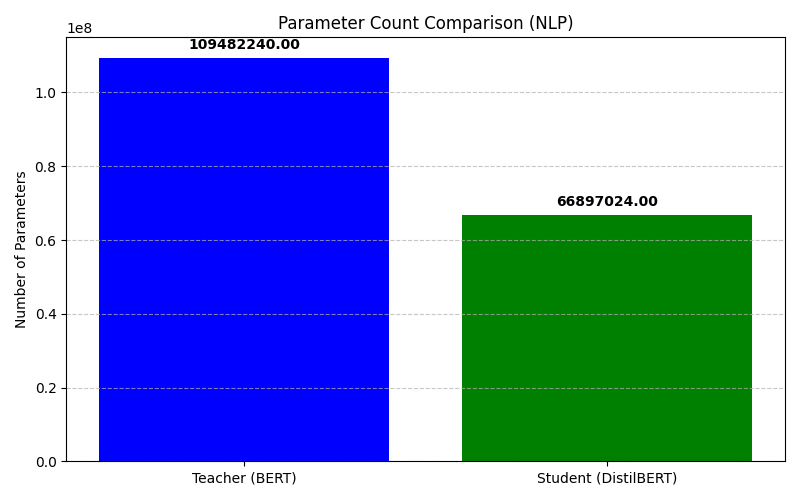 Parameter Count Comparison (NLP)
1e8
109482240.00
66897024.00
1.0
0.8
0.6
0.4
0.2
0.0
Number of Parameters
Teacher (BERT)
Student (DistilBERT)